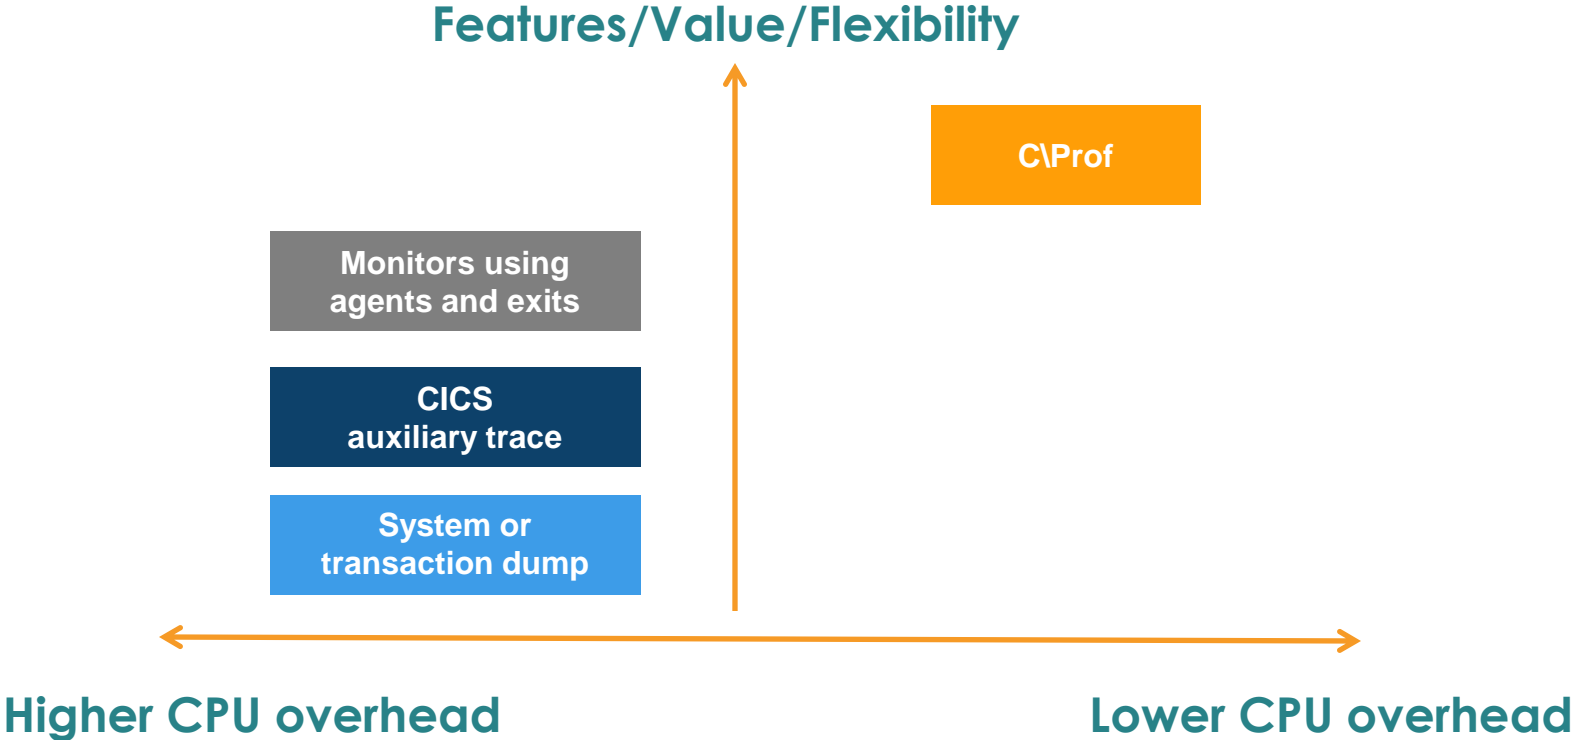 Features/Value/Flexibility
C\Prof
Monitors using
agents and exits
CICS
auxiliary trace
System or
transaction dump
Higher CPU overhead
Lower CPU overhead